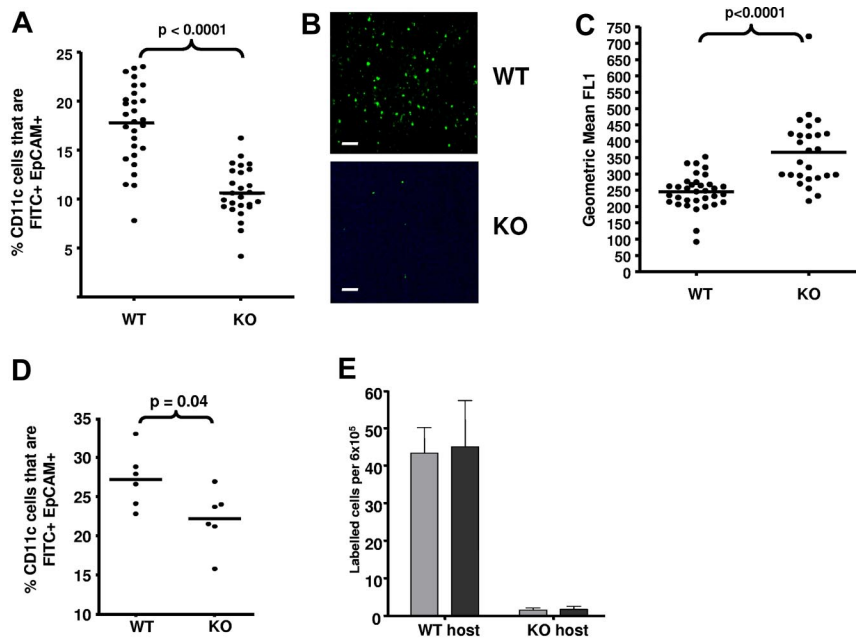 A
p < 0.0001
% CD11c cells that are
FITC+ EpCAM+
25
20
15
10
5
WT
KO
B
WT
KO
C
p<0.0001
Geometric Mean FL1
750
700
650
600
550
500
450
400
350
300
250
200
150
100
50
0
WT
KO
D
p = 0.04
% CD11c cells that are
FITC+ EpCAM+
35
30
25
20
15
10
WT
KO
E
Labelled cells per 6x10⁵
60
50
40
30
20
10
0
WT host
KO host